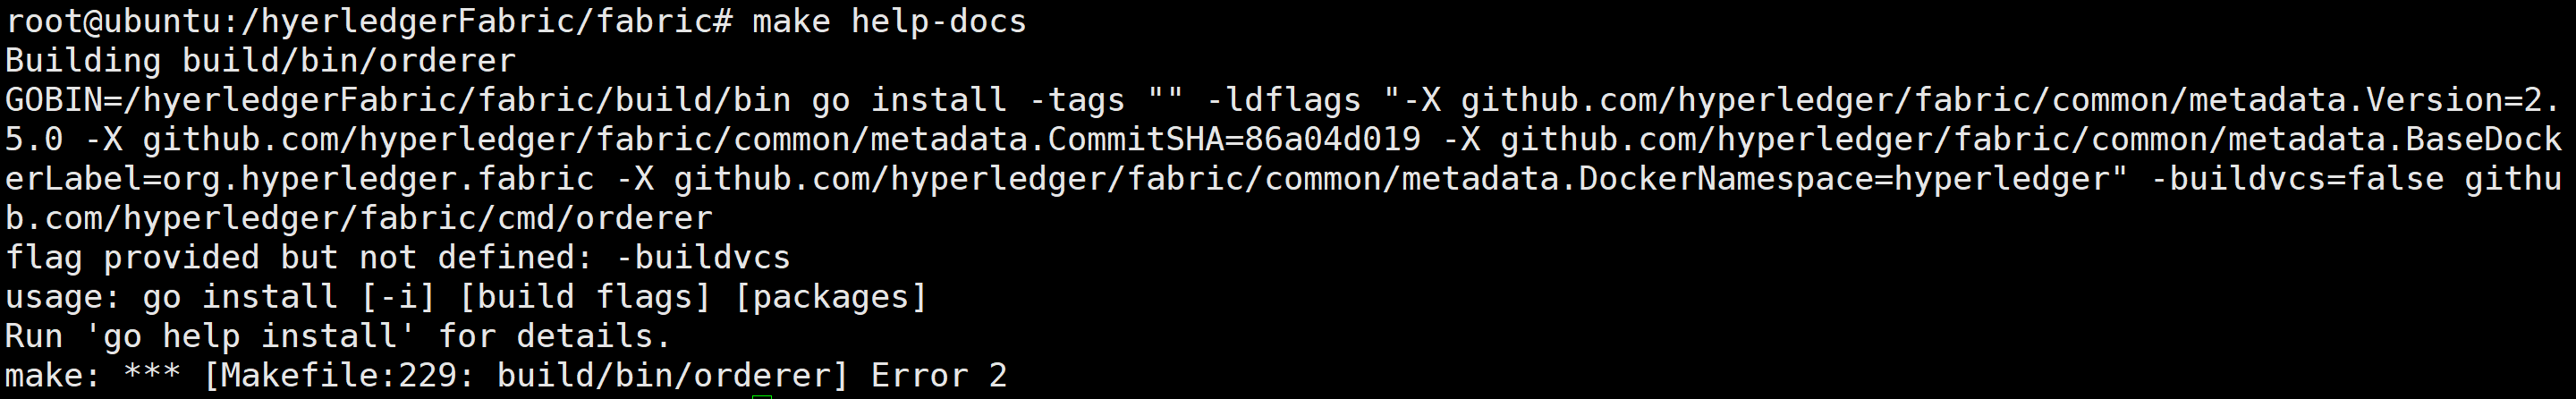 root@ubuntu:/hyerledgerFabric/fabric# make help-docs
Building build/bin/orderer
GOBIN=/hyerledgerFabric/fabric/build/bin go install -tags "" -ldflags "-X github.com/hyperledger/fabric/common/metadata.Version=2.
5.0 -X github.com/hyperledger/fabric/common/metadata.CommitSHA=86a04d019 -X github.com/hyperledger/fabric/common/metadata.BaseDock
erLabel=org.hyperledger.fabric -X github.com/hyperledger/fabric/common/metadata.DockerNamespace=hyperledger" -buildvcs=false githu
b.com/hyperledger/fabric/cmd/orderer
flag provided but not defined: -buildvcs
usage: go install [-i] [build flags] [packages]
Run 'go help install' for details.
make: *** [Makefile:229: build/bin/orderer] Error 2